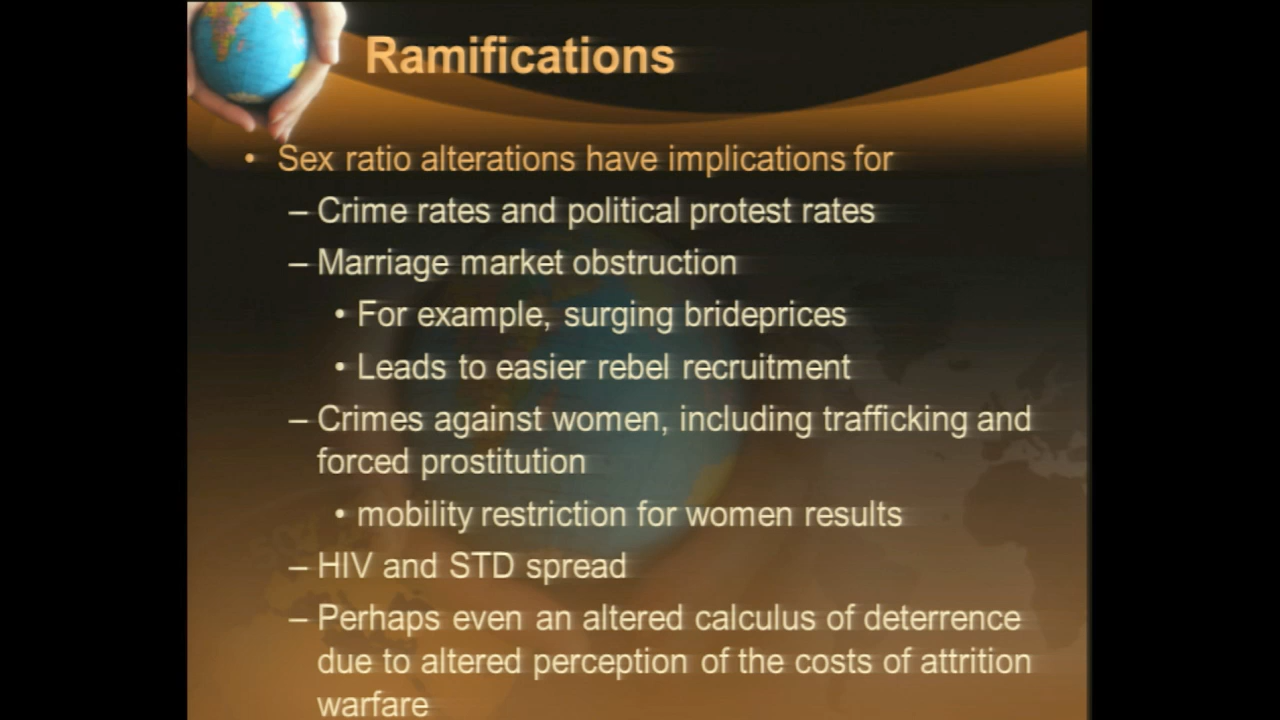 Ramifications
• Sex ratio alterations have implications for
– Crime rates and political protest rates
– Marriage market obstruction
• For example, surging brideprices
• Leads to easier rebel recruitment
– Crimes against women, including trafficking and
forced prostitution
• mobility restriction for women results
– HIV and STD spread
– Perhaps even an altered calculus of deterrence
due to altered perception of the costs of attrition
warfare